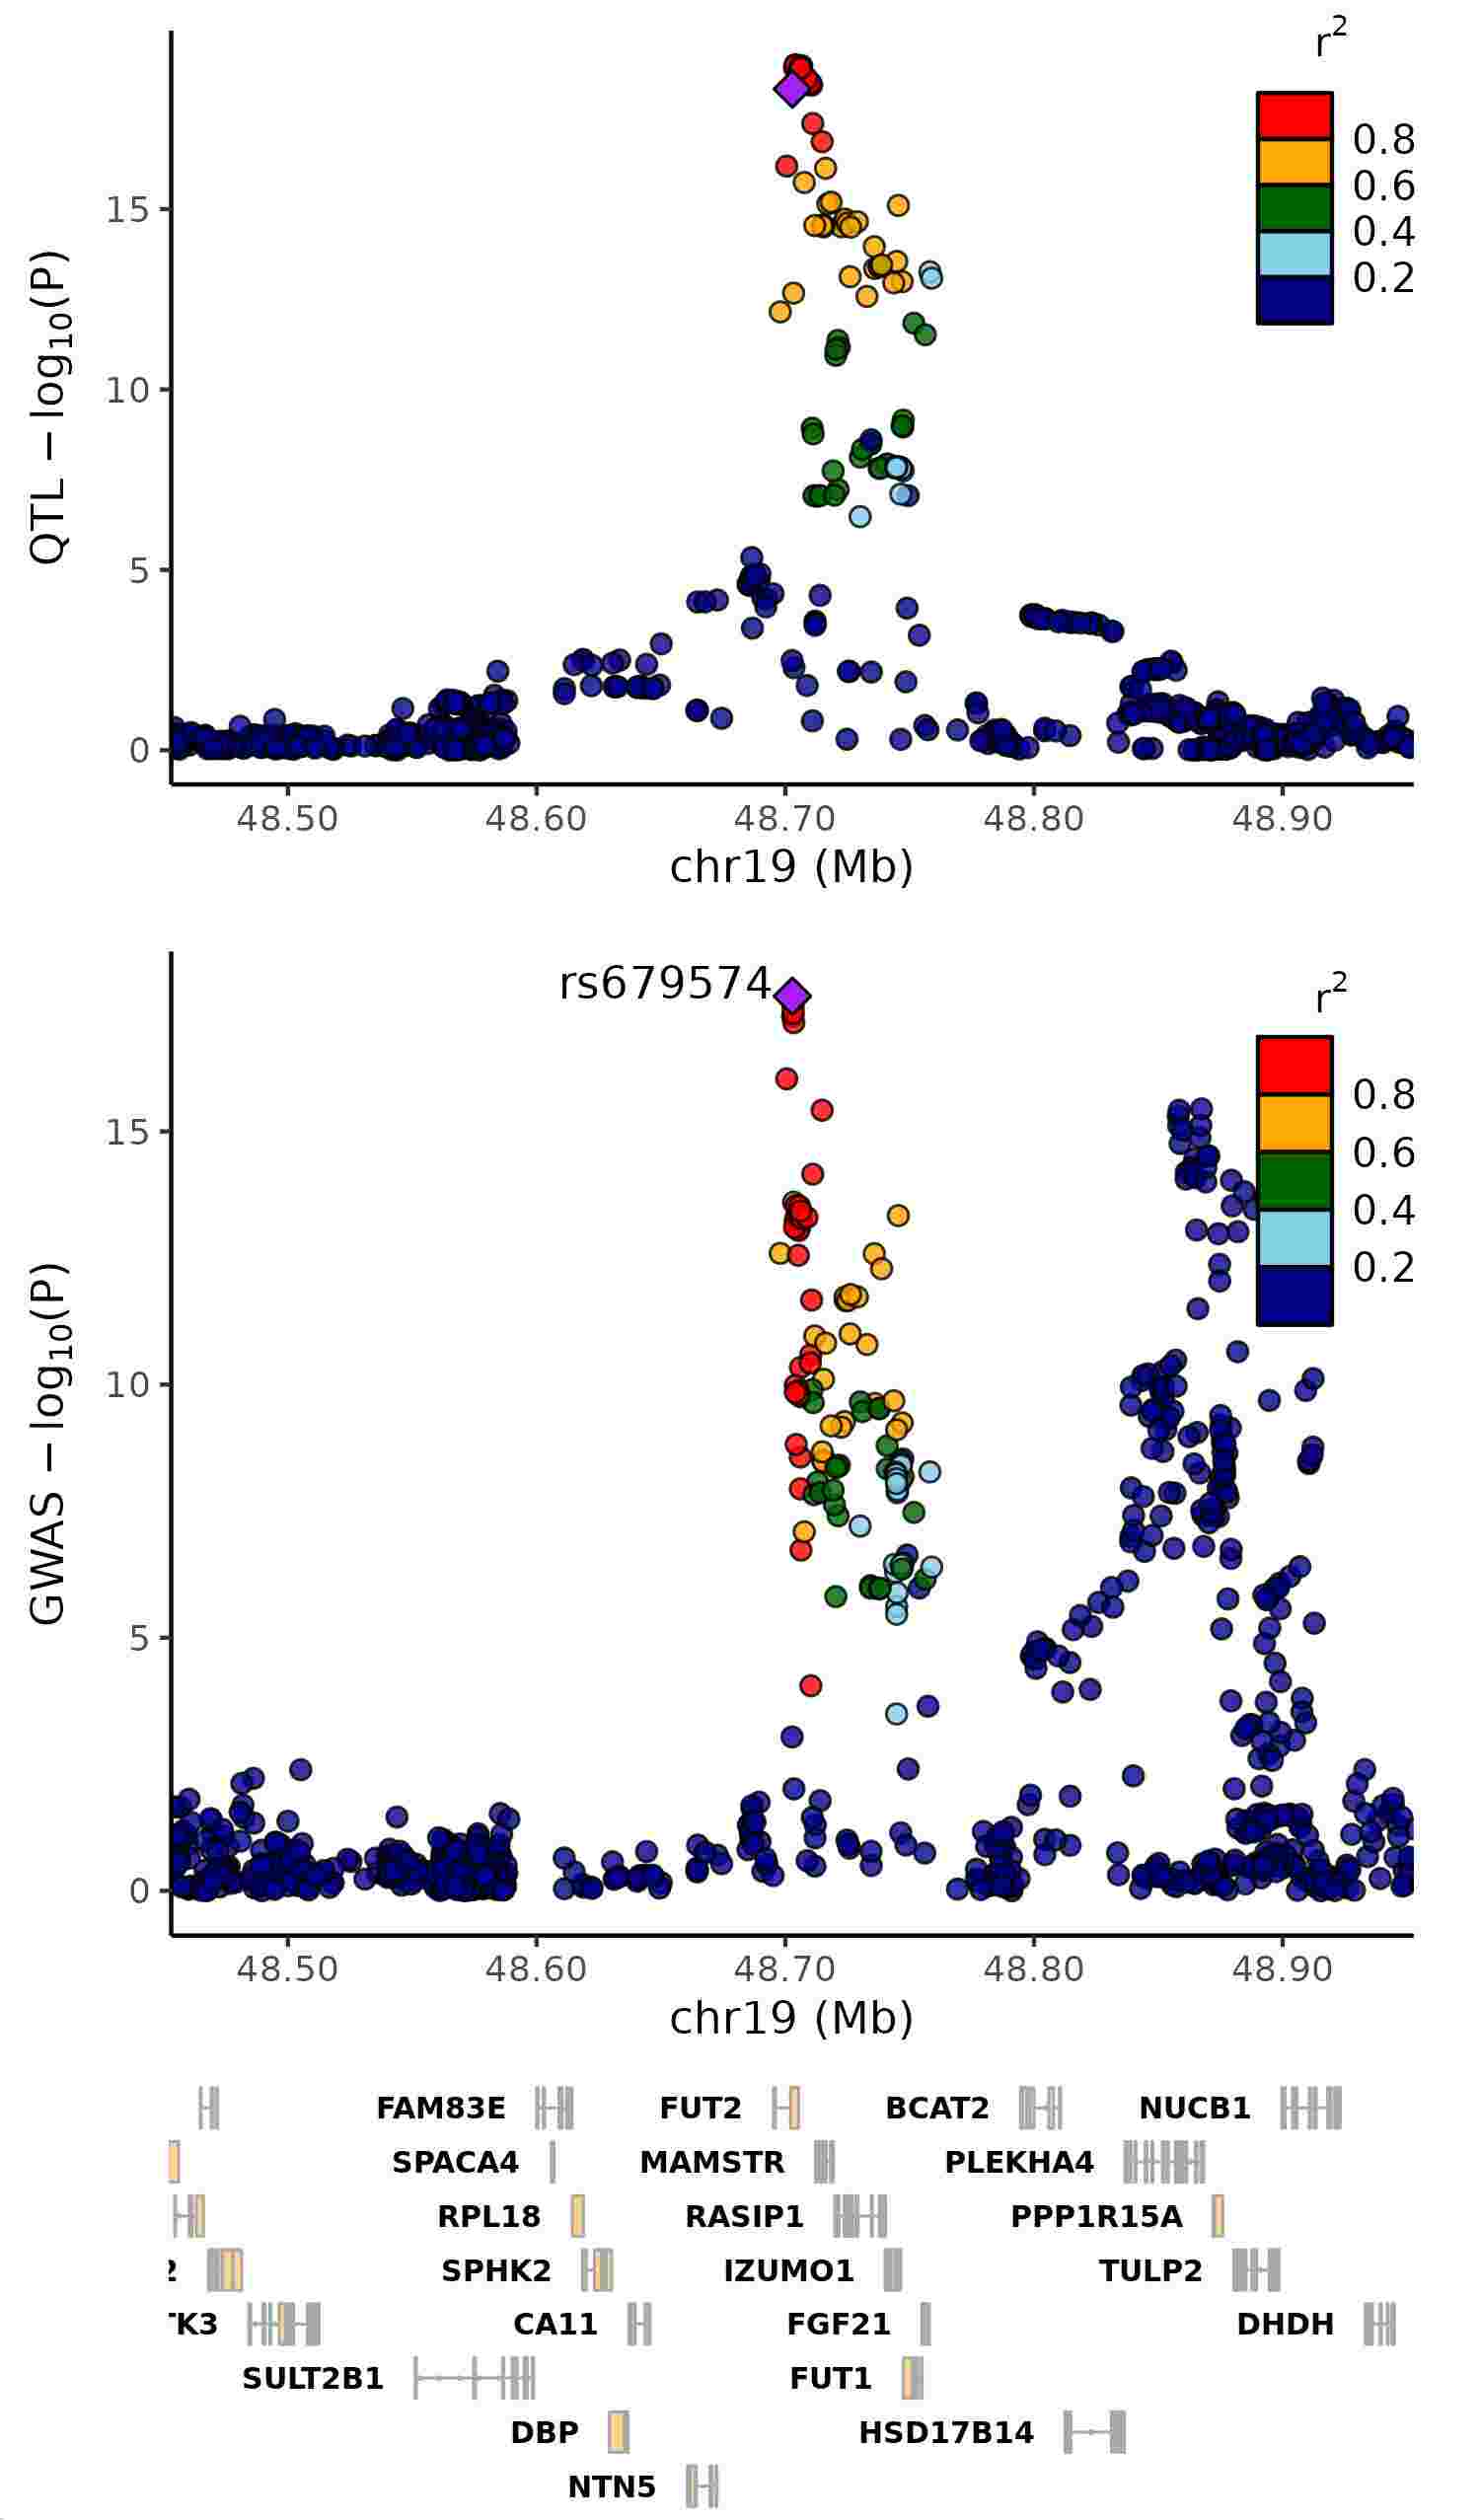 r2
QTL − log10(P)
15
10
5
0
0.8
0.6
0.4
0.2
48.50 48.60 48.70 48.80 48.90
chr19 (Mb)
rs679574
r2
GWAS − log10(P)
15
10
5
0
0.8
0.6
0.4
0.2
48.50 48.60 48.70 48.80 48.90
chr19 (Mb)
FAM83E FUT2 BCAT2 NUCB1
SPACA4 MAMSTR PLEKHA4
RPL18 RASIP1 PPP1R15A
2 SPHK2 IZUMO1 TULP2
TK3 CA11 FGF21 DHDH
SULT2B1 FUT1
DBP HSD17B14
NTN5